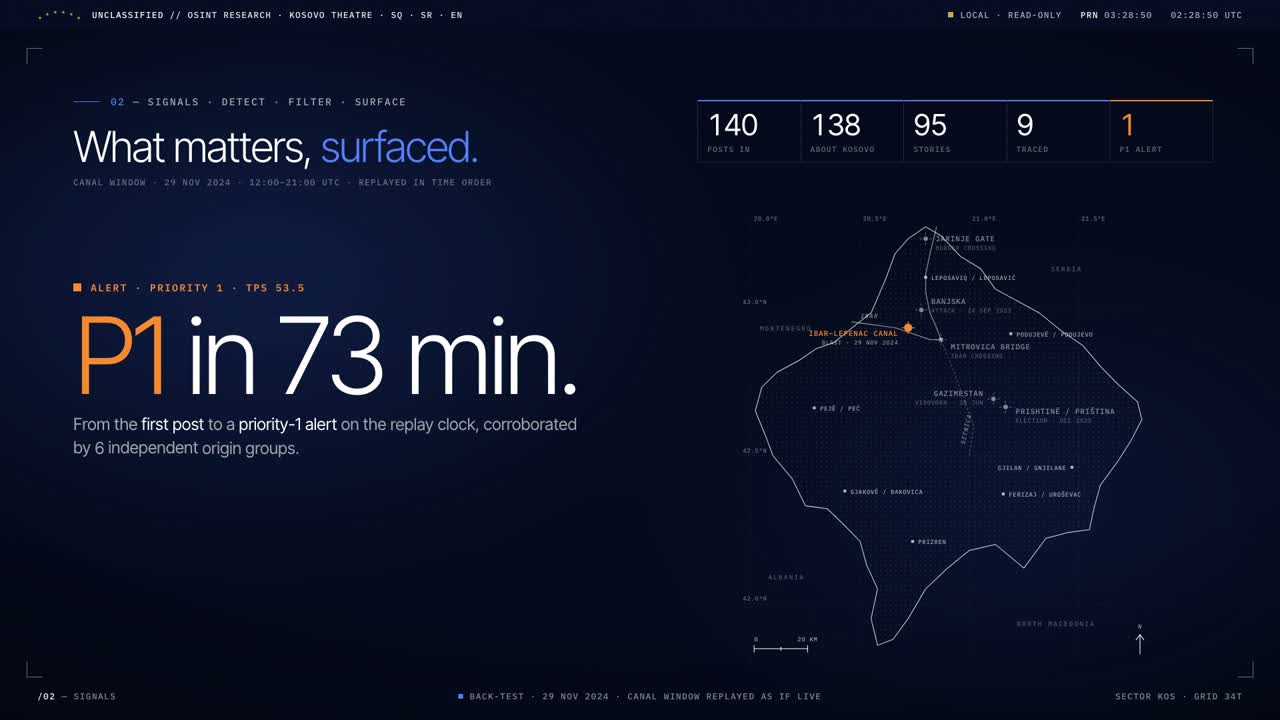 UNCLASSIFIED // OSINT RESEARCH · KOSOVO THEATRE · SQ · SR · EN
LOCAL · READ-ONLY PRN 03:28:50 02:28:50 UTC
02 — SIGNALS · DETECT · FILTER · SURFACE
What matters, surfaced.
CANAL WINDOW · 29 NOV 2024 · 12:00–21:00 UTC · REPLAYED IN TIME ORDER
140
POSTS IN
138
ABOUT KOSOVO
95
STORIES
9
TRACED
1
P1 ALERT
ALERT · PRIORITY 1 · TPS 53.5
P1 in 73 min.
From the first post to a priority-1 alert on the replay clock, corroborated
by 6 independent origin groups.
20.0°E 20.5°E 21.0°E 21.5°E
JARINJE GATE
BORDER CROSSING
SERBIA
LEPOSAVIQ / LEPOSAVIĆ
43.0°N
BANJSKA
ATTACK · 24 SEP 2023
IBAR
MONTENEGRO
IBAR–LEPENAC CANAL
BLAST · 29 NOV 2024
PODUJEVË / PODUJEVO
MITROVICA BRIDGE
IBAR CROSSING
GAZIMESTAN
VIDOVDAN · 28 JUN
PEJË / PEĆ
PRISHTINË / PRIŠTINA
ELECTION · DEC 2025
SITNICA
42.5°N
GJILAN / GNJILANE
GJAKOVË / ĐAKOVICA
FERIZAJ / UROŠEVAC
PRIZREN
ALBANIA
42.0°N
NORTH MACEDONIA
N
0 20 KM
/02 — SIGNALS
BACK-TEST · 29 NOV 2024 · CANAL WINDOW REPLAYED AS IF LIVE
SECTOR KOS · GRID 34T